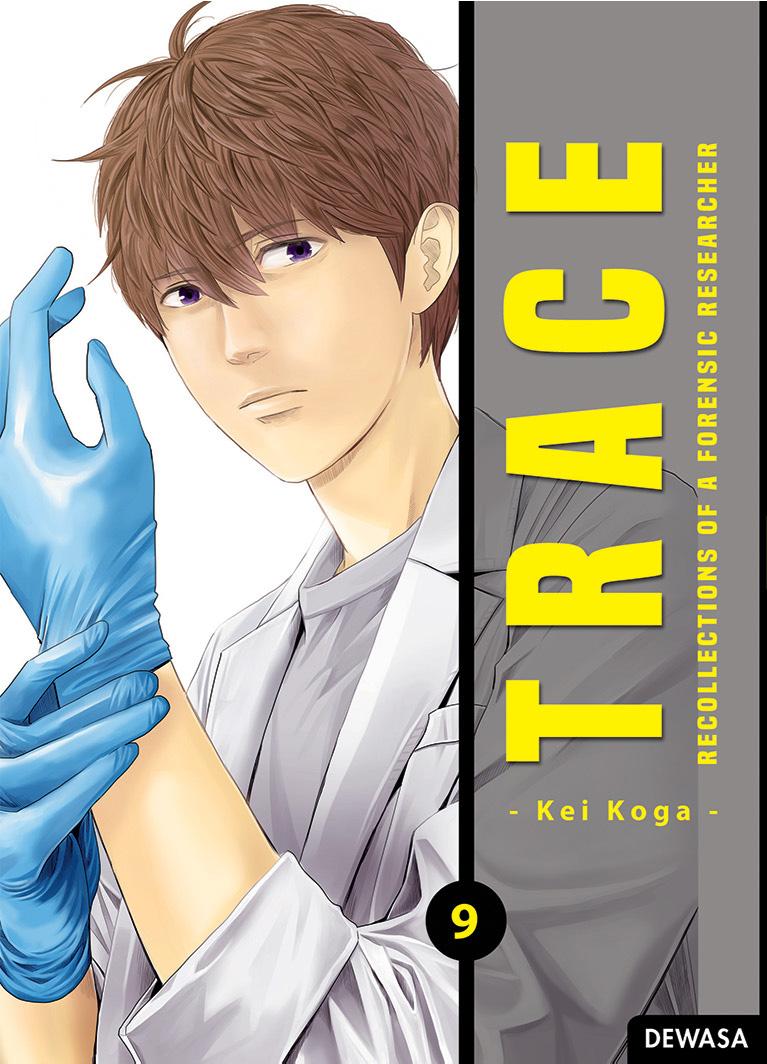 TRACE
RECOLLECTIONS OF A FORENSIC RESEARCHER
- Kei Koga -
9
DEWASA